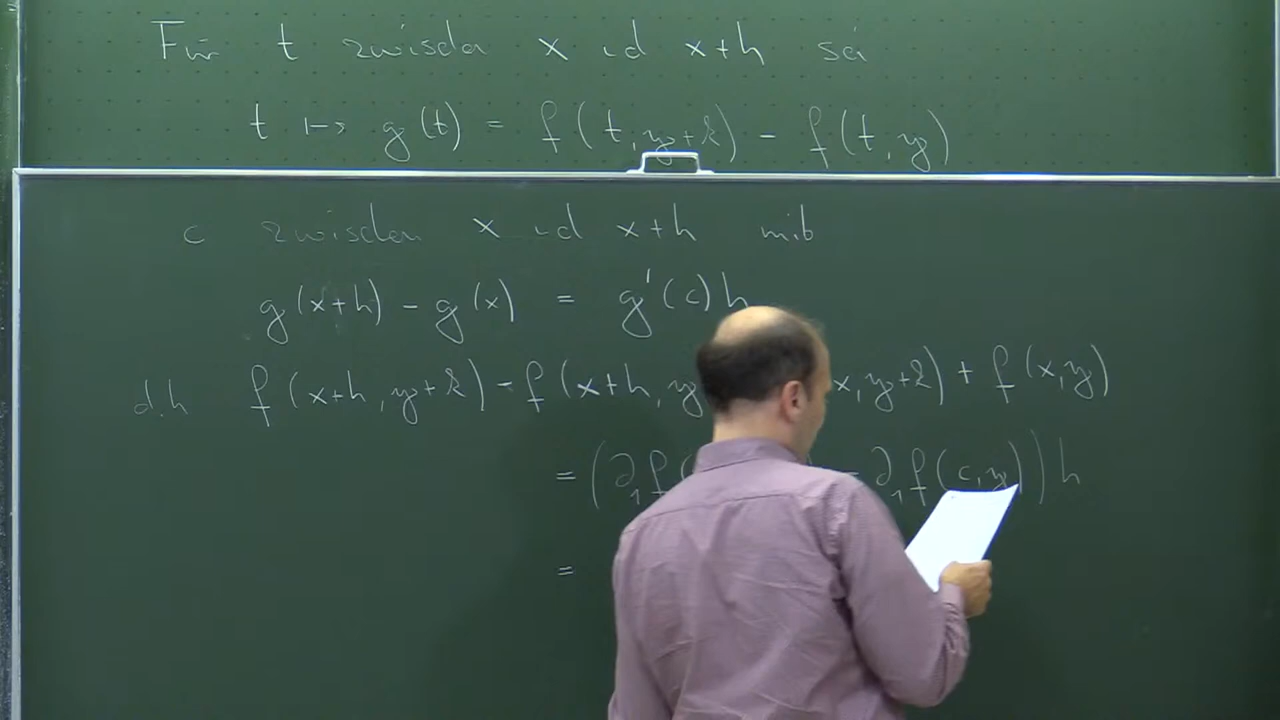 Für t zwischen x und x+h sei
t ↦ g(t) = f(t, y+k) - f(t, y)
c zwischen x und x+h mit
g(x+h) - g(x) = g'(c) h
d.h f(x+h, y+k) - f(x+h, y x, y+k) + f(x, y)
= (∂₁f( - ∂₁f(c, y)) h
=